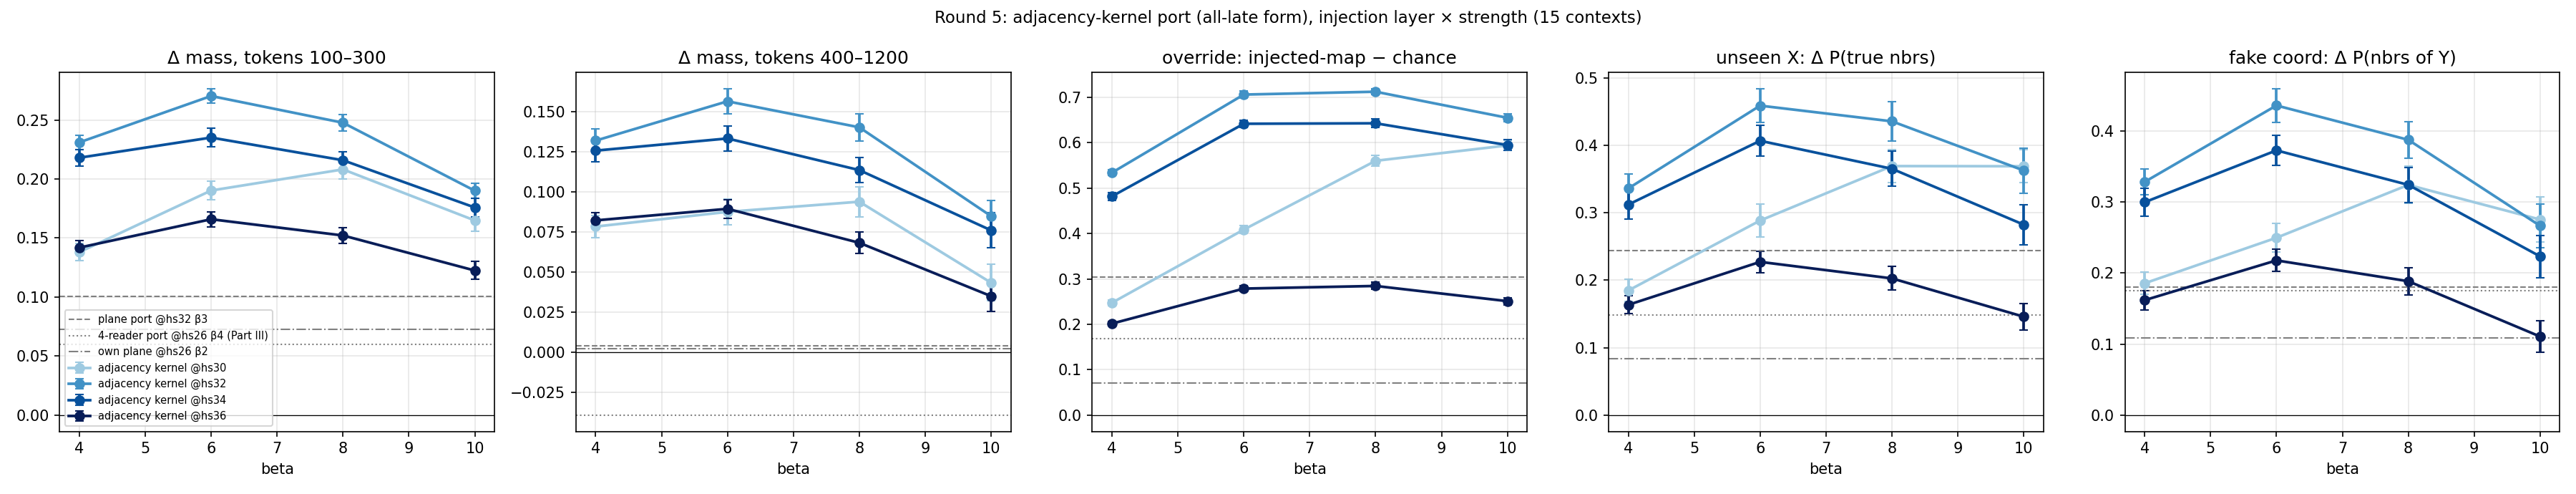 Round 5: adjacency-kernel port (all-late form), injection layer × strength (15 contexts)
Δ mass, tokens 100–300
0.25
0.20
0.15
0.10
0.05
0.00
plane port @hs32 β3
4-reader port @hs26 β4 (Part III)
own plane @hs26 β2
adjacency kernel @hs30
adjacency kernel @hs32
adjacency kernel @hs34
adjacency kernel @hs36
4 5 6 7 8 9 10
beta
Δ mass, tokens 400–1200
0.150
0.125
0.100
0.075
0.050
0.025
0.000
−0.025
4 5 6 7 8 9 10
beta
override: injected-map − chance
0.7
0.6
0.5
0.4
0.3
0.2
0.1
0.0
4 5 6 7 8 9 10
beta
unseen X: Δ P(true nbrs)
0.5
0.4
0.3
0.2
0.1
0.0
4 5 6 7 8 9 10
beta
fake coord: Δ P(nbrs of Y)
0.4
0.3
0.2
0.1
0.0
4 5 6 7 8 9 10
beta